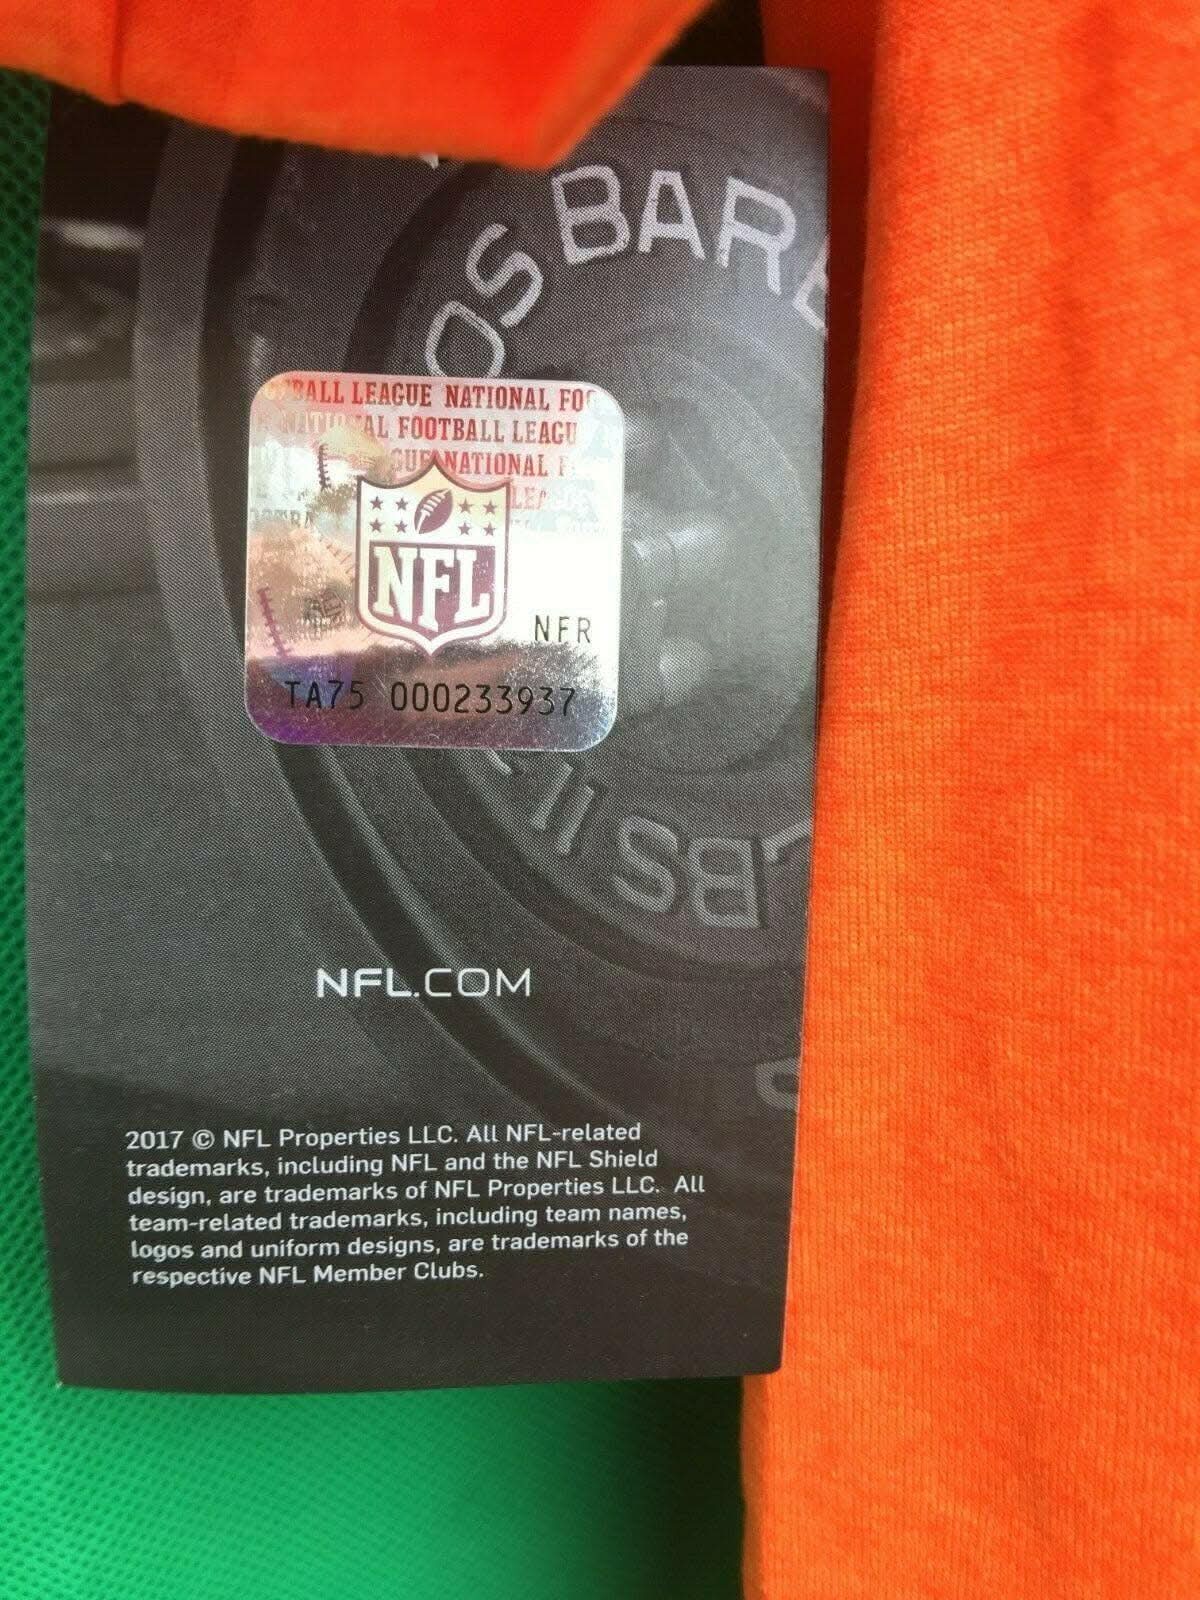 OS BAR
BALL LEAGUE NATIONAL FO
FOOTBALL LEAGU
NATIONAL F
NFL
NFR
TA75 000233937
LBS
NFL.COM
2017 © NFL Properties LLC. All NFL-related
trademarks, including NFL and the NFL Shield
design, are trademarks of NFL Properties LLC. All
team-related trademarks, including team names,
logos and uniform designs, are trademarks of the
respective NFL Member Clubs.